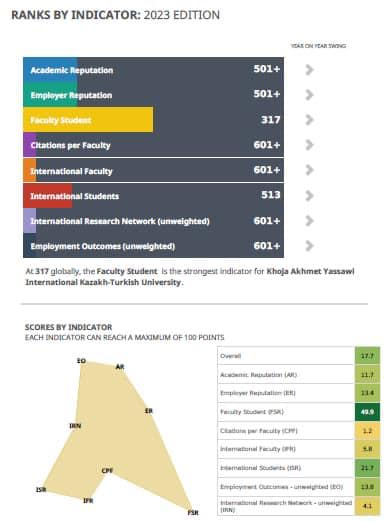 RANKS BY INDICATOR: 2023 EDITION
YEAR ON YEAR SWING
Academic Reputation 501+
Employer Reputation 501+
Faculty Student 317
Citations per Faculty 601+
International Faculty 601+
International Students 513
International Research Network (unweighted) 601+
Employment Outcomes (unweighted) 601+
At 317 globally, the Faculty Student is the strongest indicator for Khoja Akhmet Yassawi
International Kazakh-Turkish University.
SCORES BY INDICATOR
EACH INDICATOR CAN REACH A MAXIMUM OF 100 POINTS
EO
AR
ER
IRN
CPF
ISR
IFR
FSR
Overall 17.7
Academic Reputation (AR) 11.7
Employer Reputation (ER) 13.4
Faculty Student (FSR) 49.9
Citations per Faculty (CPF) 1.2
International Faculty (IFR) 5.8
International Students (ISR) 21.7
Employment Outcomes - unweighted (EO) 13.8
International Research Network - unweighted
(IRN) 4.1